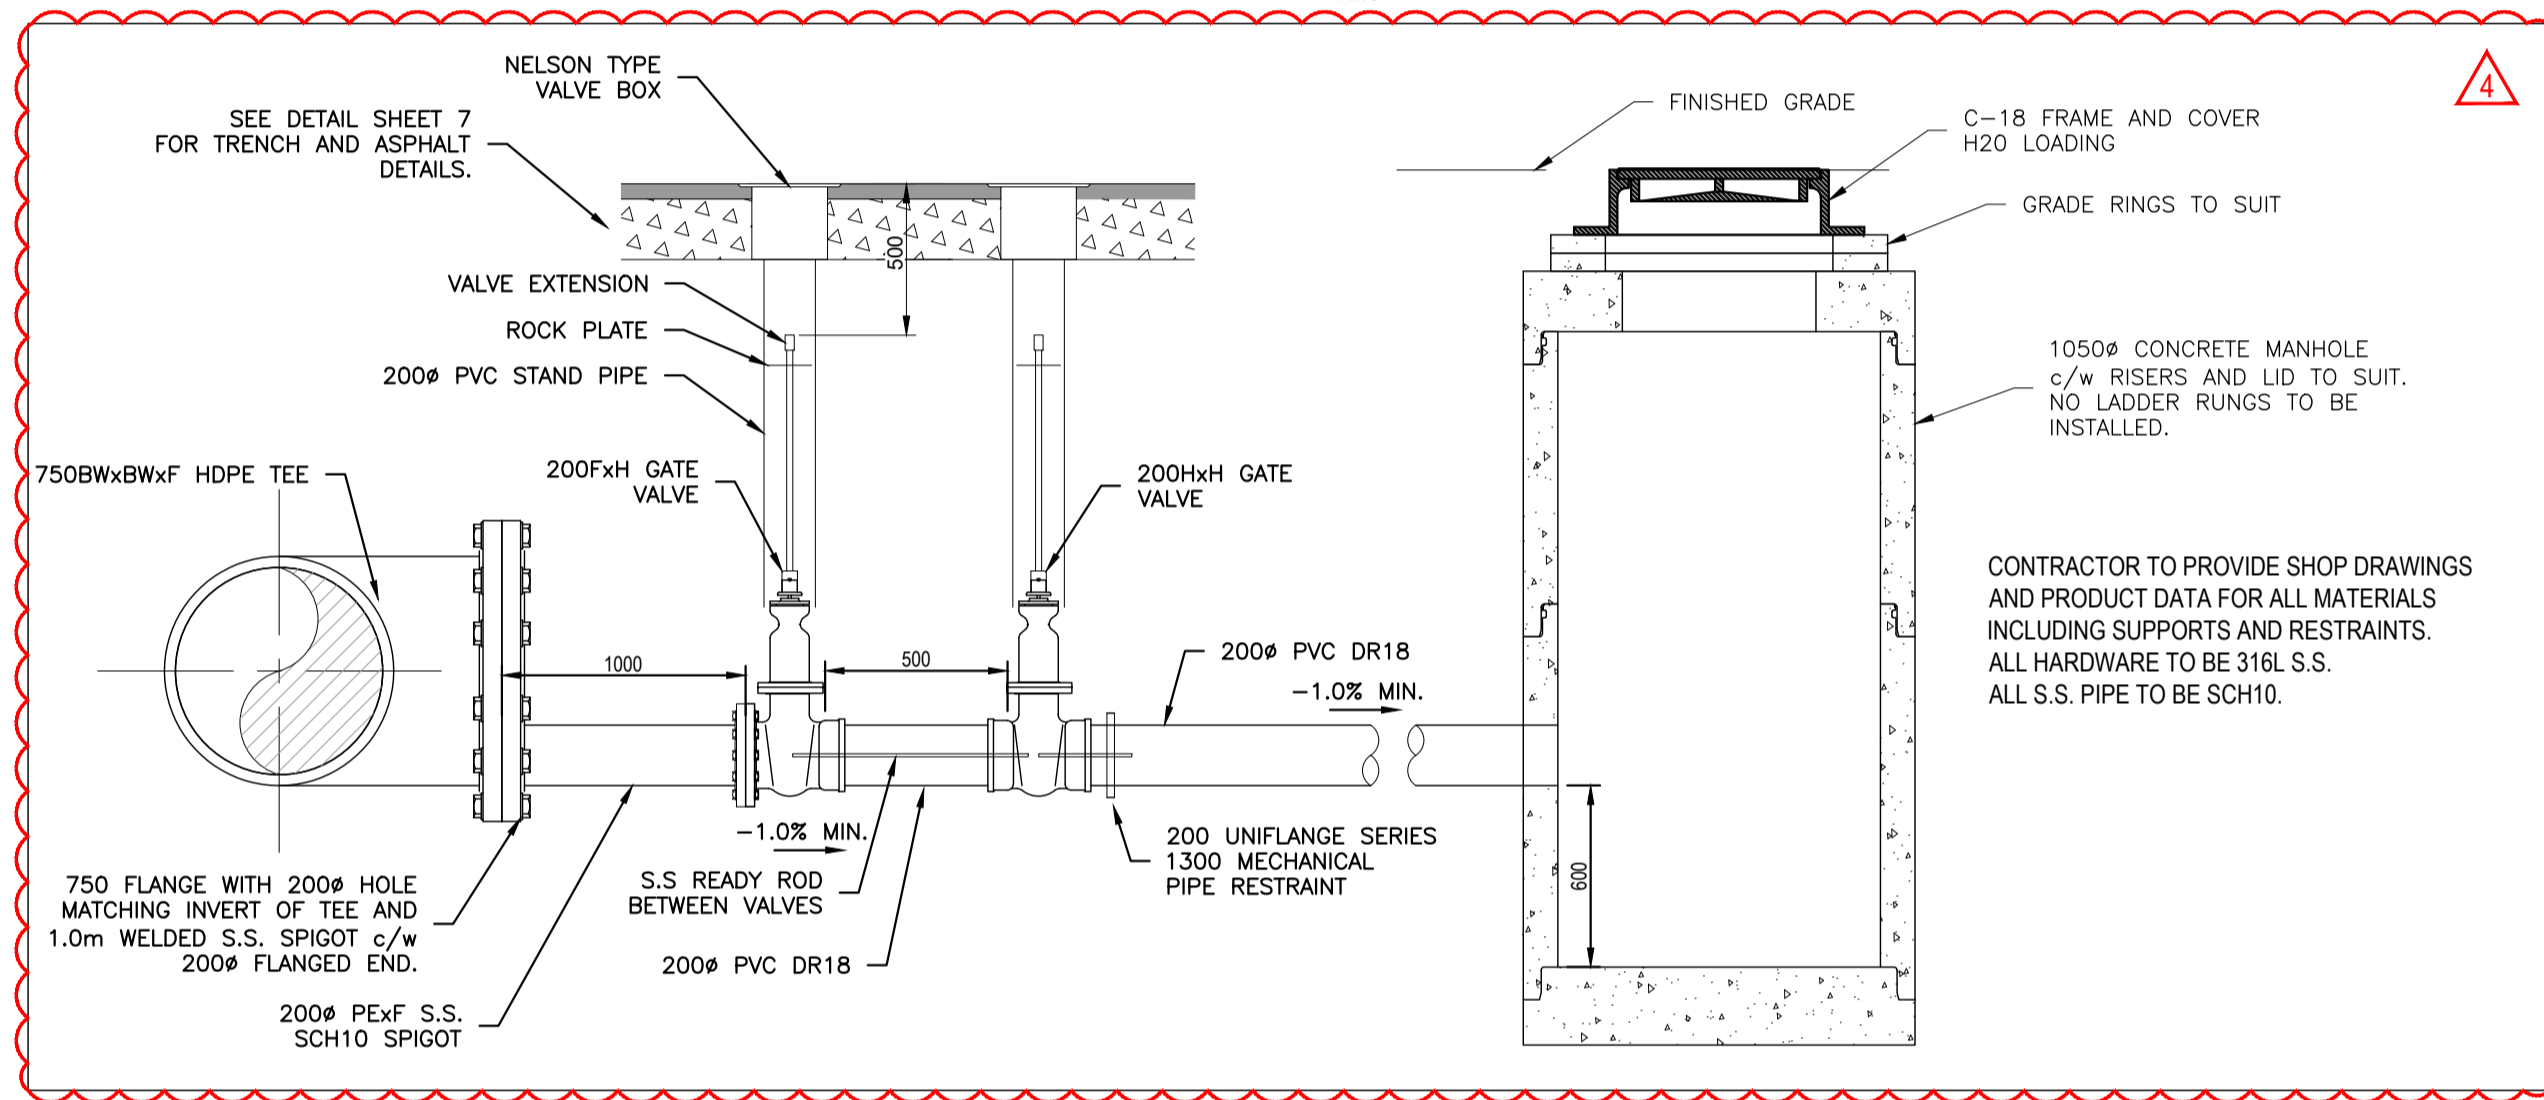 NELSON TYPE
VALVE BOX
SEE DETAIL SHEET 7
FOR TRENCH AND ASPHALT
DETAILS.
FINISHED GRADE
C-18 FRAME AND COVER
H20 LOADING
4
GRADE RINGS TO SUIT
500
VALVE EXTENSION
ROCK PLATE
200ø PVC STAND PIPE
1050ø CONCRETE MANHOLE
c/w RISERS AND LID TO SUIT.
NO LADDER RUNGS TO BE
INSTALLED.
750BWxBWxF HDPE TEE
200FxH GATE
VALVE
200HxH GATE
VALVE
CONTRACTOR TO PROVIDE SHOP DRAWINGS
AND PRODUCT DATA FOR ALL MATERIALS
INCLUDING SUPPORTS AND RESTRAINTS.
ALL HARDWARE TO BE 316L S.S.
ALL S.S. PIPE TO BE SCH10.
1000
500
200ø PVC DR18
-1.0% MIN.
-1.0% MIN.
200 UNIFLANGE SERIES
1300 MECHANICAL
PIPE RESTRAINT
600
750 FLANGE WITH 200ø HOLE
MATCHING INVERT OF TEE AND
1.0m WELDED S.S. SPIGOT c/w
200ø FLANGED END.
S.S READY ROD
BETWEEN VALVES
200ø PVC DR18
200ø PExF S.S.
SCH10 SPIGOT